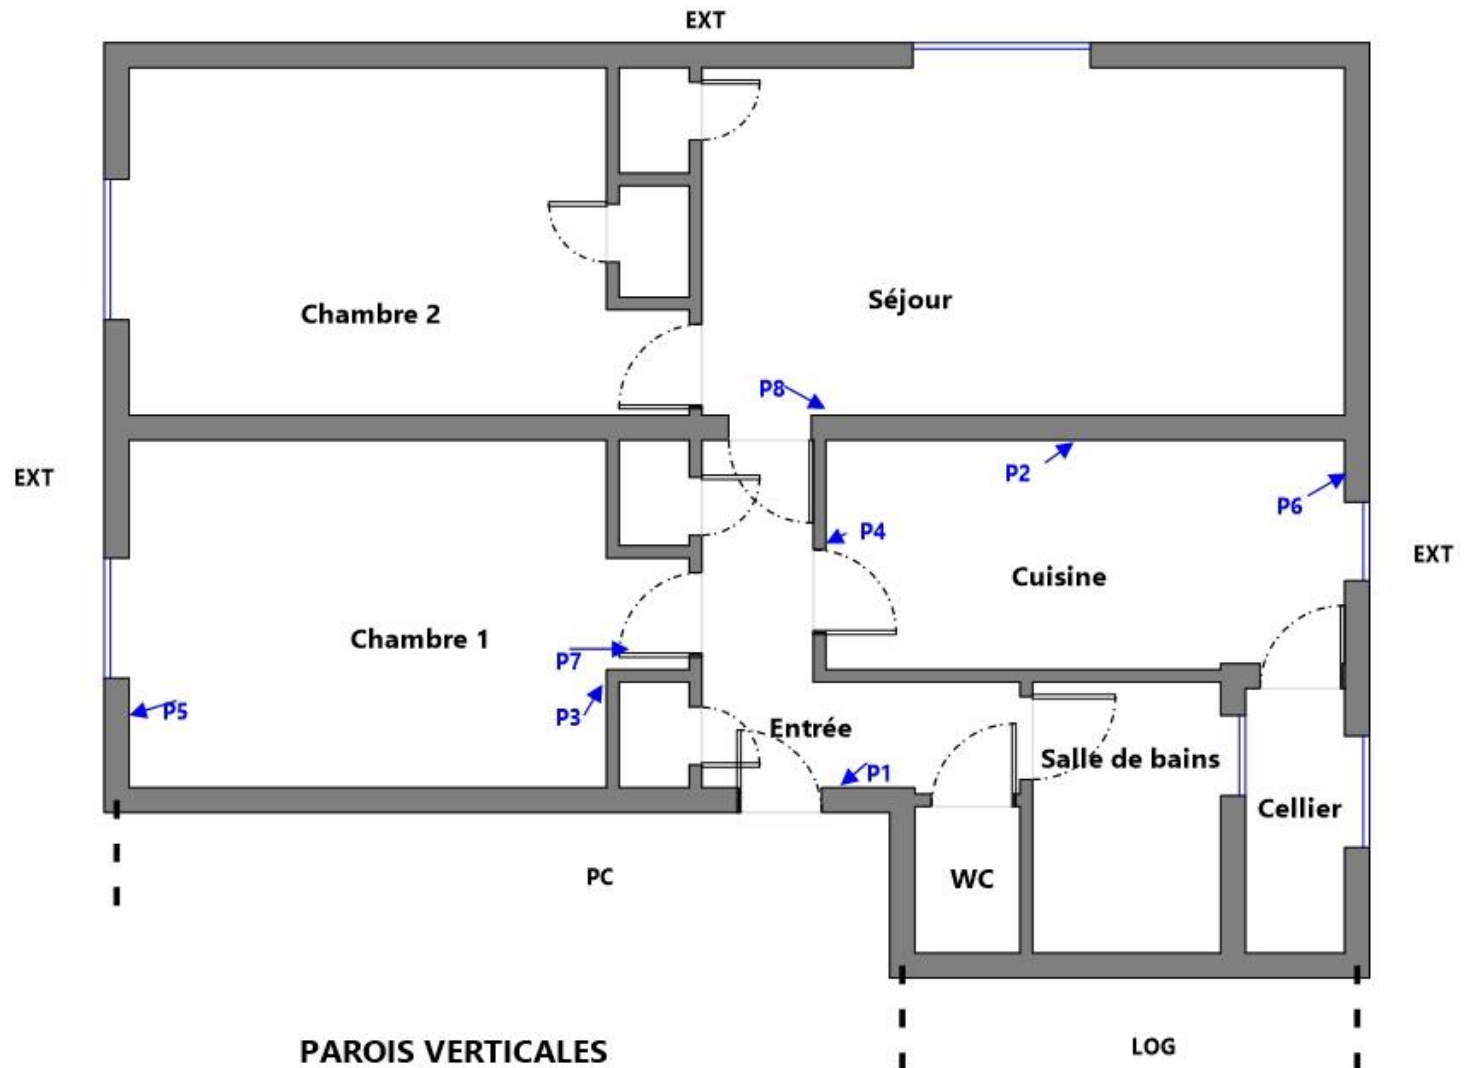 EXT
Chambre 2
Séjour
P8
EXT
P2
P6
P4
EXT
Cuisine
Chambre 1
P7
P5
P3
Entrée
P1
Salle de bains
Cellier
PC
WC
PAROIS VERTICALES
LOG